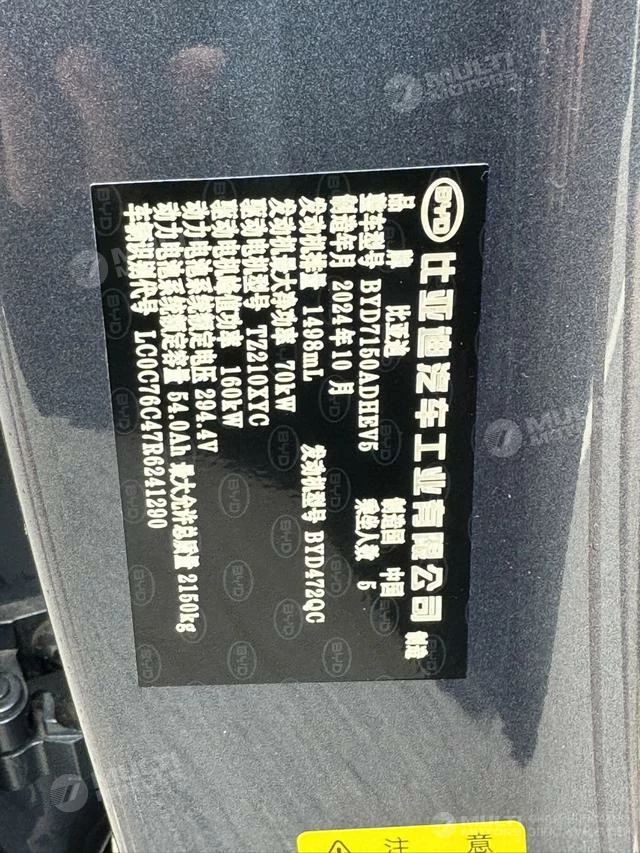 BYD 比亚迪汽车工业有限公司 制造
品牌 比亚迪 制造国 中国
整车型号 BYD7150ADHEV5 乘坐人数 5
制造年月 2024年10月
发动机排量 1498mL 发动机型号 BYD472QC
发动机最大净功率 70kW
驱动电机型号 TZ210XYC
驱动电机峰值功率 160kW
动力电池系统额定电压 294.4V
动力电池系统额定容量 54.0Ah 最大允许总质量 2150kg
车辆识别代号 LC0C76C47R6241290
注 意
MULTI MOTORS